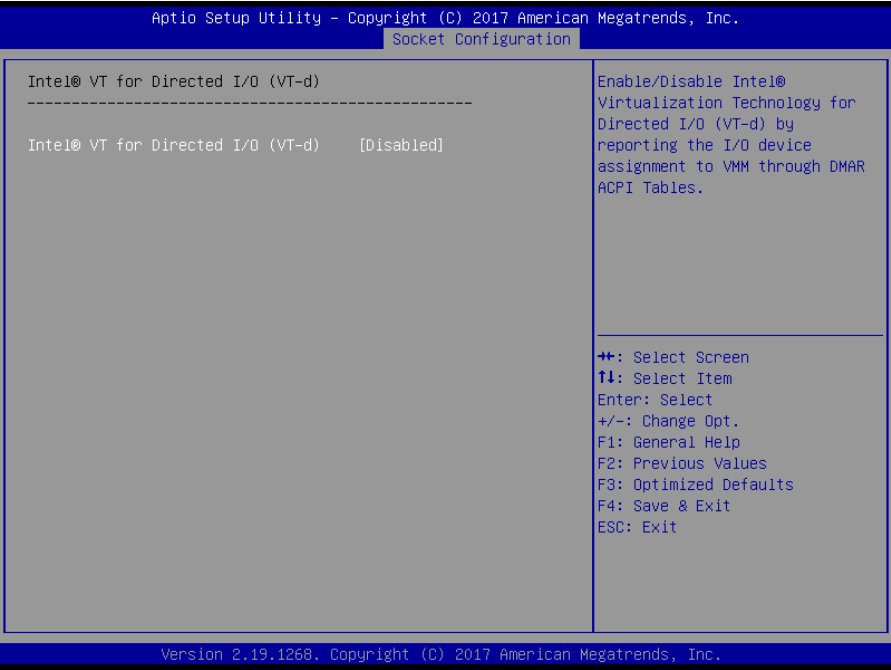 Aptio Setup Utility – Copyright (C) 2017 American Megatrends, Inc.
Socket Configuration
Intel® VT for Directed I/O (VT-d)
--------------------------------------------------
Intel® VT for Directed I/O (VT-d) [Disabled]
Enable/Disable Intel®
Virtualization Technology for
Directed I/O (VT-d) by
reporting the I/O device
assignment to VMM through DMAR
ACPI Tables.
→←: Select Screen
↑↓: Select Item
Enter: Select
+/-: Change Opt.
F1: General Help
F2: Previous Values
F3: Optimized Defaults
F4: Save & Exit
ESC: Exit
Version 2.19.1268. Copyright (C) 2017 American Megatrends, Inc.